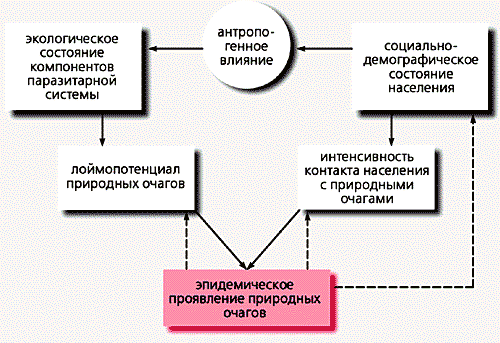 экологическое
состояние
компонентов
паразитарной
системы
антропо-
генное
влияние
социально-
демографическое
состояние
населения
лоймопотенциал
природных очагов
интенсивность
контакта населения
с природными
очагами
эпидемическое
проявление природных
очагов